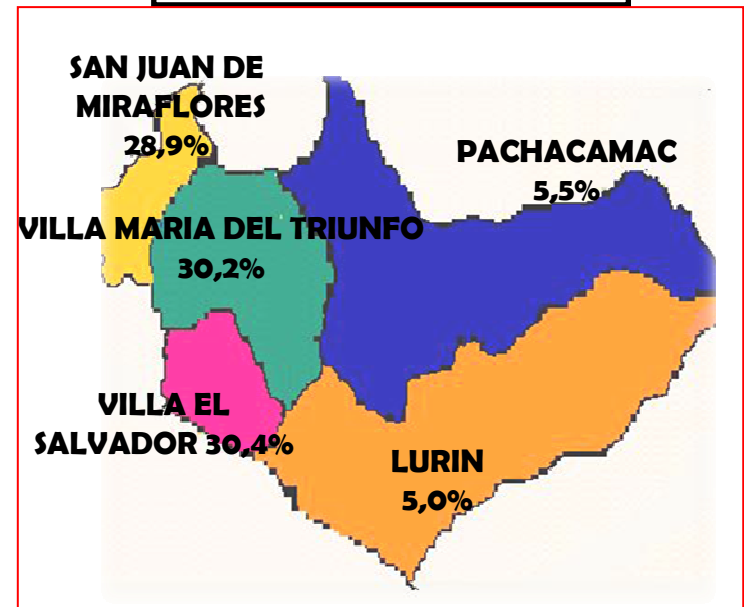 SAN JUAN DE
MIRAFLORES
28,9%
PACHACAMAC
5,5%
VILLA MARIA DEL TRIUNFO
30,2%
VILLA EL
SALVADOR 30,4%
LURIN
5,0%